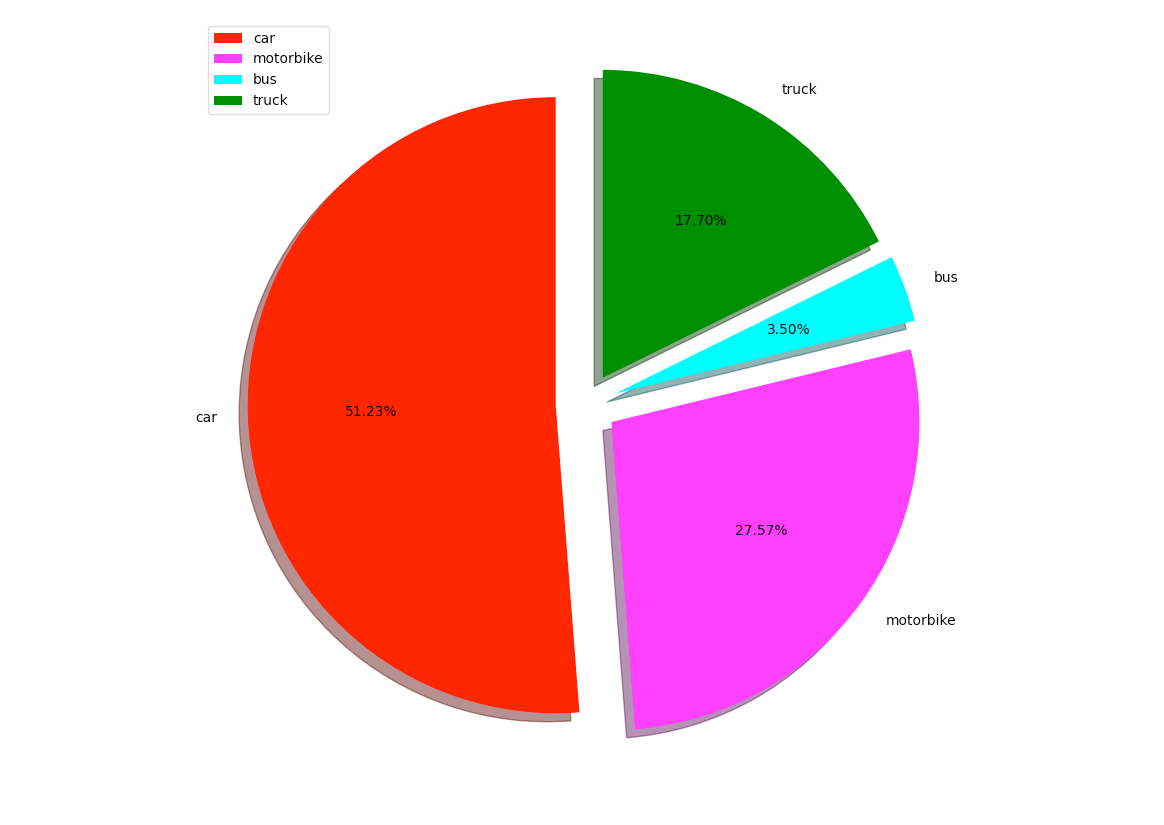 car
motorbike
bus
truck
truck
17.70%
bus
3.50%
car
51.23%
27.57%
motorbike